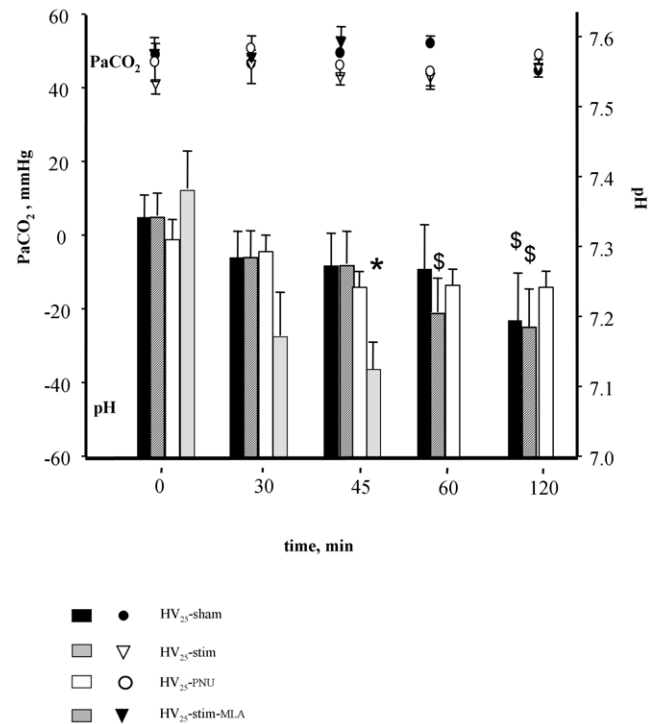 60
40
20
0
-20
-40
-60
PaCO₂ , mmHg
PaCO₂
pH
7.6
7.5
7.4
7.3
7.2
7.1
7.0
pH
*
$
$
$
0 30 45 60 120
time, min
HV₂₅-sham
HV₂₅-stim
HV₂₅-PNU
HV₂₅-stim-MLA